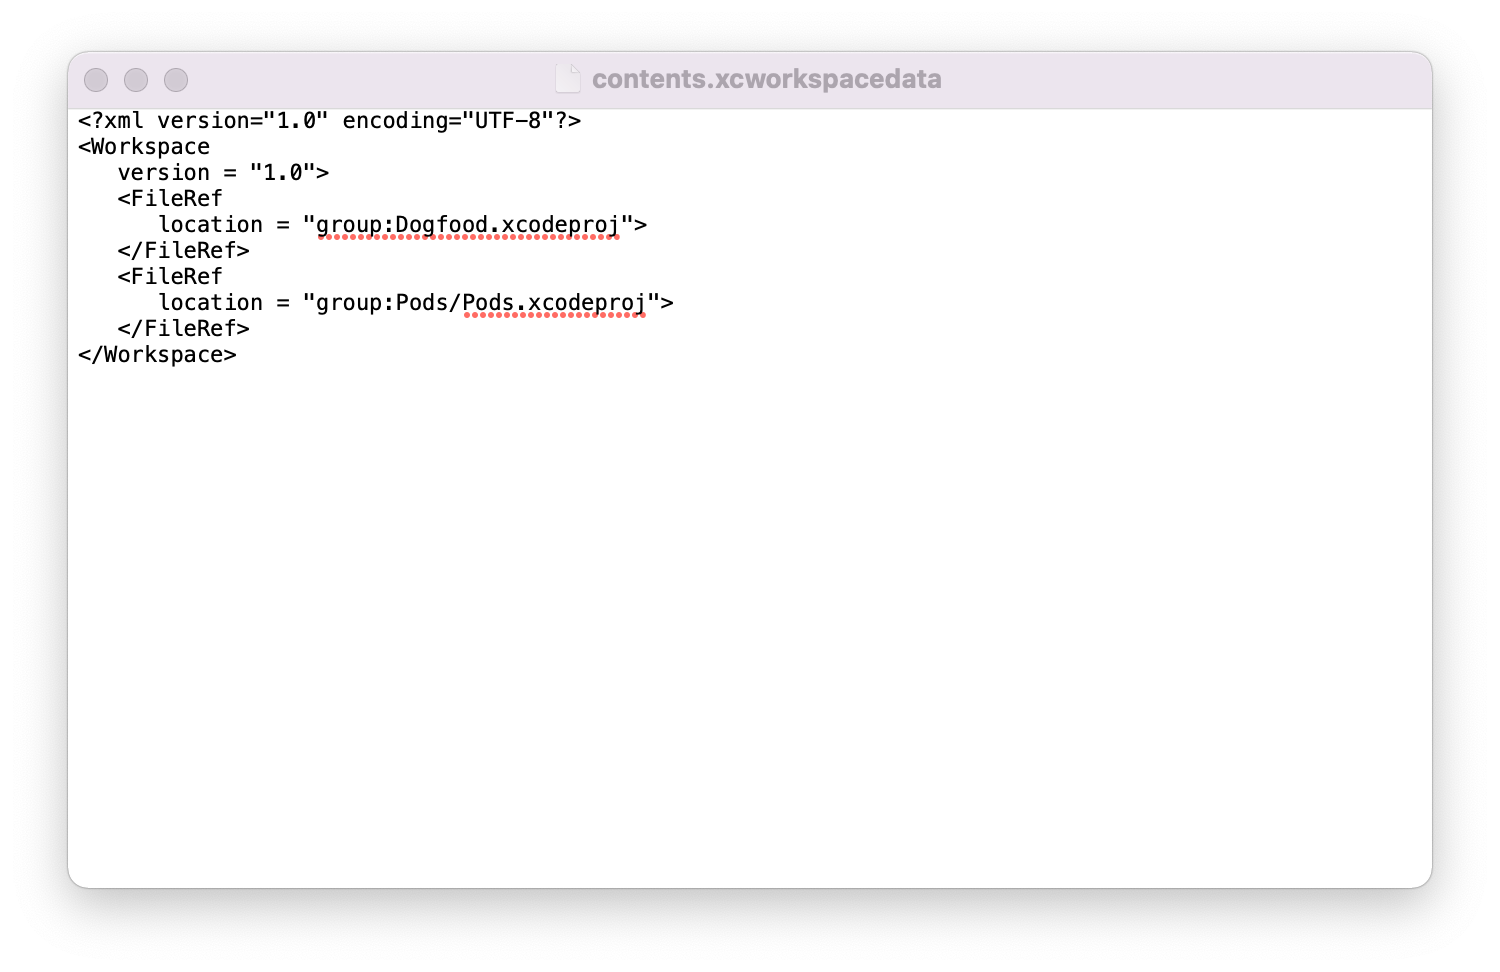 contents.xcworkspacedata
<?xml version="1.0" encoding="UTF-8"?>
<Workspace
   version = "1.0">
   <FileRef
      location = "group:Dogfood.xcodeproj">
   </FileRef>
   <FileRef
      location = "group:Pods/Pods.xcodeproj">
   </FileRef>
</Workspace>